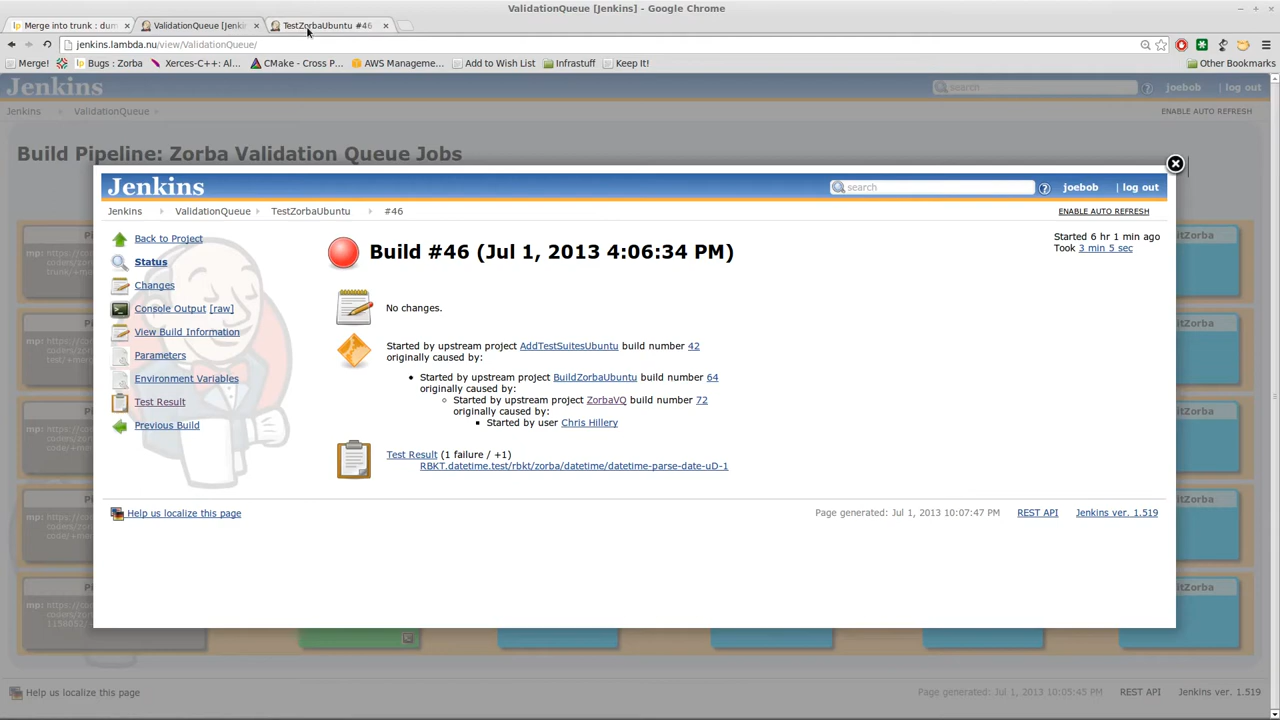 ValidationQueue [Jenkins] - Google Chrome
Merge into trunk : dum
ValidationQueue [Jenki
TestZorbaUbuntu #46
jenkins.lambda.nu/view/ValidationQueue/
Merge!
Bugs : Zorba
Xerces-C++: Al...
CMake - Cross P...
AWS Manageme...
Add to Wish List
Infrastuff
Keep It!
Other Bookmarks
Jenkins
search
joebob
| log out
Jenkins
ValidationQueue
ENABLE AUTO REFRESH
Build Pipeline: Zorba Validation Queue Jobs
Jenkins
search
joebob
| log out
Jenkins
ValidationQueue
TestZorbaUbuntu
#46
ENABLE AUTO REFRESH
Back to Project
Status
Changes
Console Output [raw]
View Build Information
Parameters
Environment Variables
Test Result
Previous Build
Build #46 (Jul 1, 2013 4:06:34 PM)
Started 6 hr 1 min ago
Took 3 min 5 sec
No changes.
Started by upstream project AddTestSuitesUbuntu build number 42
originally caused by:
Started by upstream project BuildZorbaUbuntu build number 64
originally caused by:
Started by upstream project ZorbaVQ build number 72
originally caused by:
Started by user Chris Hillery
Test Result (1 failure / +1)
RBKT.datetime.test/rbkt/zorba/datetime/datetime-parse-date-uD-1
Help us localize this page
Page generated: Jul 1, 2013 10:07:47 PM
REST API
Jenkins ver. 1.519
Help us localize this page
Page generated: Jul 1, 2013 10:05:45 PM
REST API
Jenkins ver. 1.519